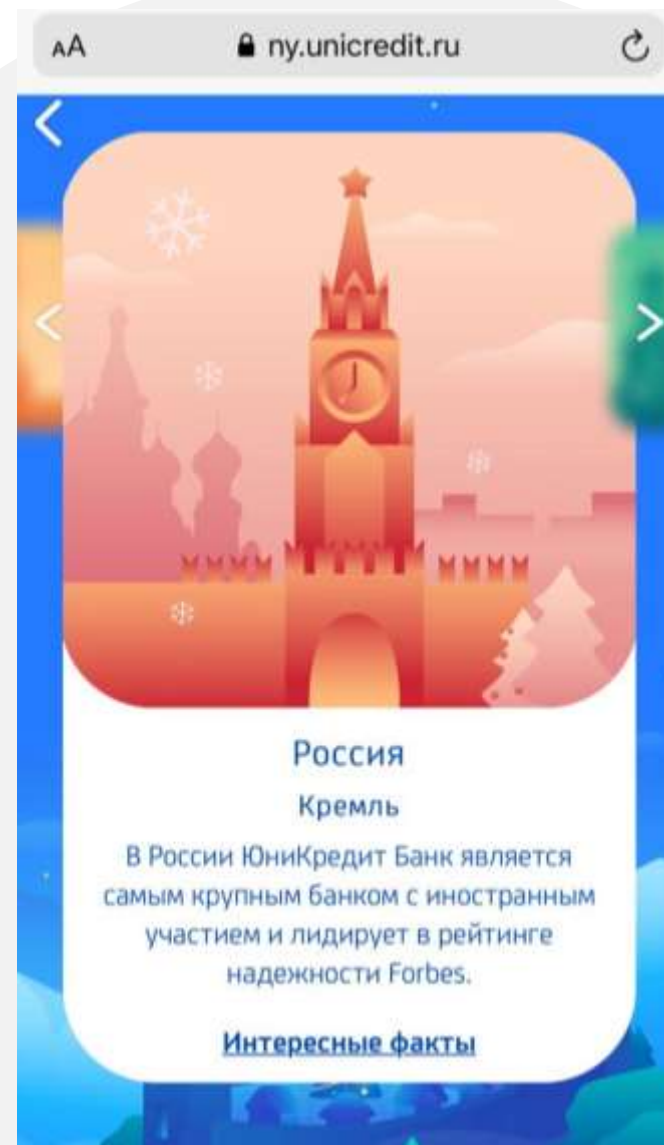 AA
ny.unicredit.ru
Россия
Кремль
В России ЮниКредит Банк является
самым крупным банком с иностранным
участием и лидирует в рейтинге
надежности Forbes.
Интересные факты